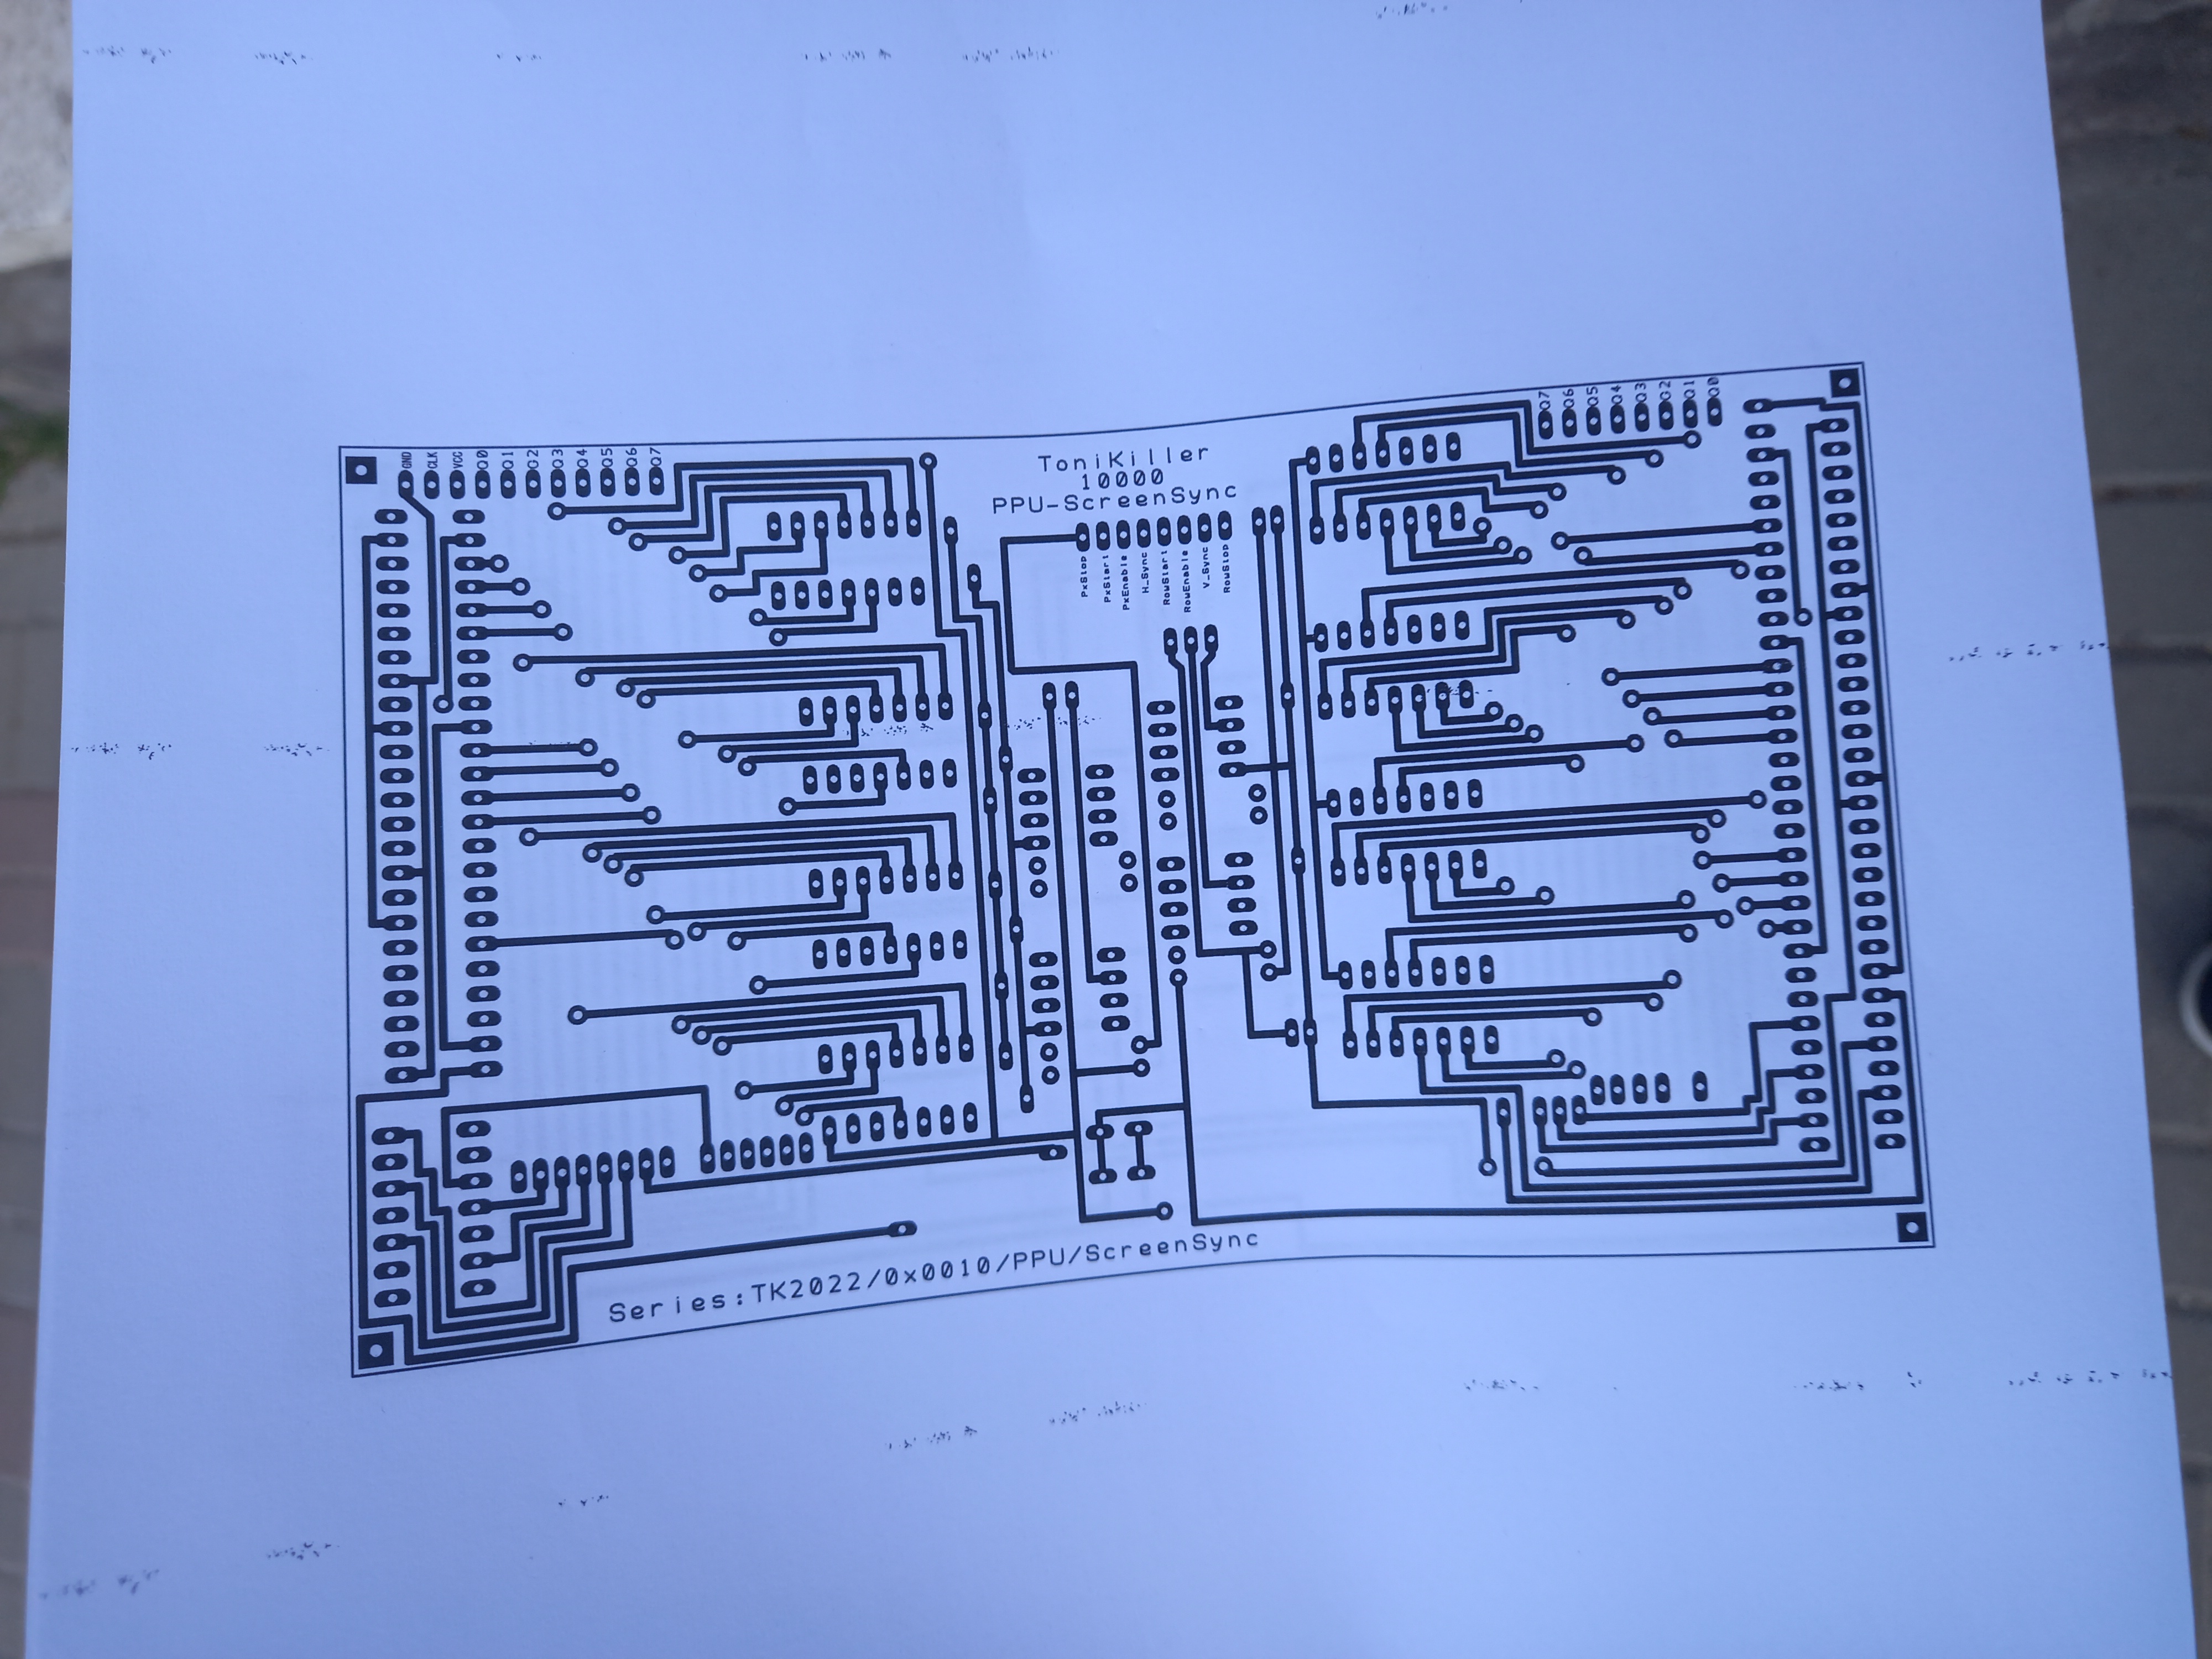 GND
CLK
VCC
Q0
Q1
Q2
Q3
Q4
Q5
Q6
Q7
ToniKiller
10000
PPU-ScreenSync
PxStop
PxStart
PxEnable
H_Sync
RowStart
RowEnable
V_Sync
RowStop
Series:TK2022/0x0010/PPU/ScreenSync
Q7
Q6
Q5
Q4
Q3
Q2
Q1
Q0